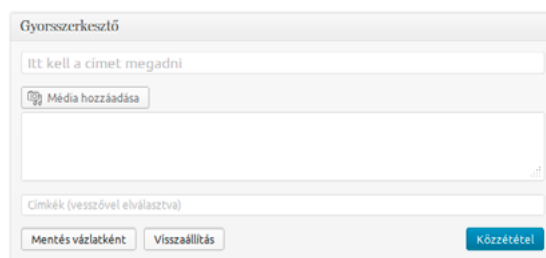 Gyorsszerkesztő
Itt kell a címet megadni
Média hozzáadása
Címkék (vesszővel elválasztva)
Mentés vázlatként Visszaállítás Közzététel